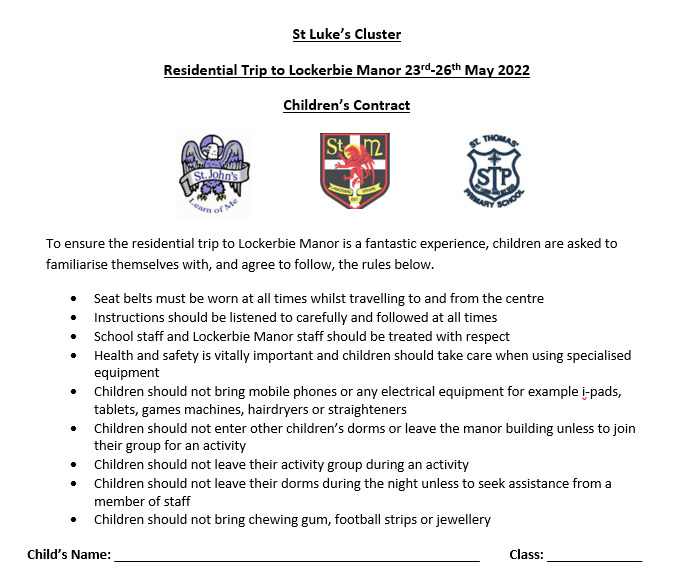 St Luke's Cluster
Residential Trip to Lockerbie Manor 23rd-26th May 2022
Children's Contract
St. John's
Learn of Me
St M
ST. THOMAS'
STP
PRIMARY SCHOOL
To ensure the residential trip to Lockerbie Manor is a fantastic experience, children are asked to
familiarise themselves with, and agree to follow, the rules below.
• Seat belts must be worn at all times whilst travelling to and from the centre
• Instructions should be listened to carefully and followed at all times
• School staff and Lockerbie Manor staff should be treated with respect
• Health and safety is vitally important and children should take care when using specialised
equipment
• Children should not bring mobile phones or any electrical equipment for example i-pads,
tablets, games machines, hairdryers or straighteners
• Children should not enter other children's dorms or leave the manor building unless to join
their group for an activity
• Children should not leave their activity group during an activity
• Children should not leave their dorms during the night unless to seek assistance from a
member of staff
• Children should not bring chewing gum, football strips or jewellery
Child's Name: ______________________ Class: ____________